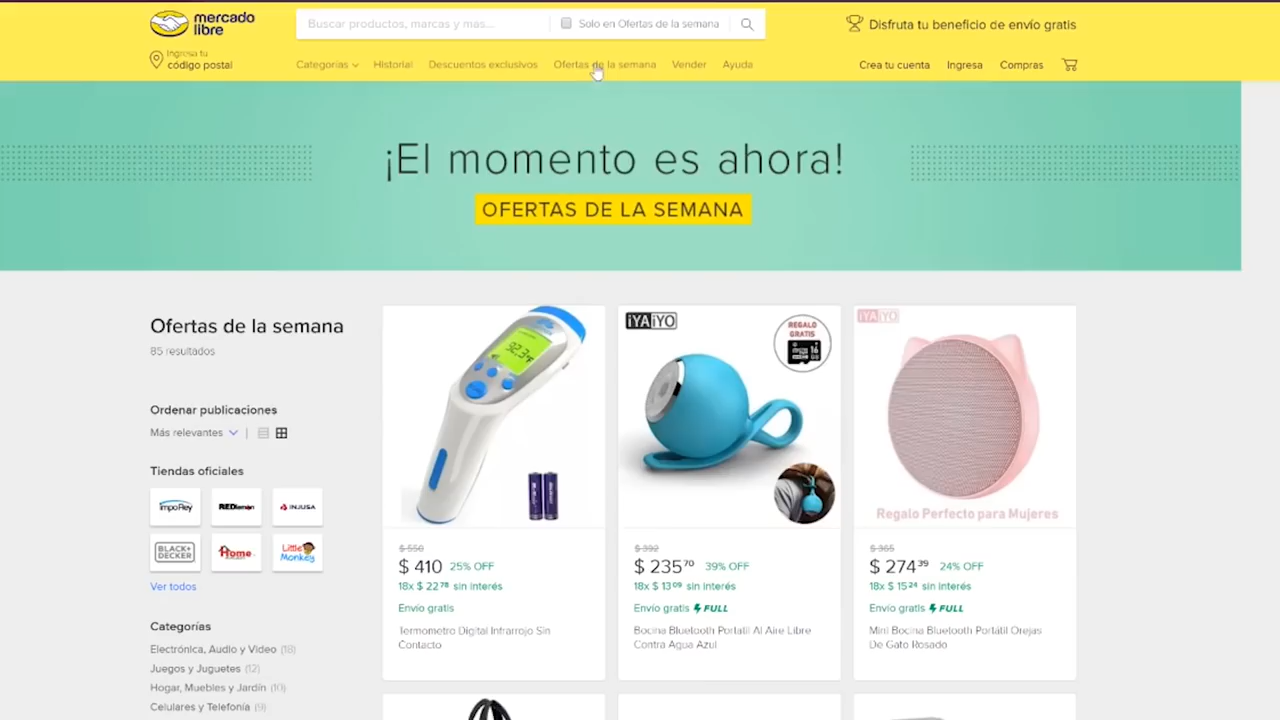 mercado
libre
Buscar productos, marcas y más...
Solo en Ofertas de la semana
Disfruta tu beneficio de envío gratis
Ingresa tu
código postal
Categorías
Historial
Descuentos exclusivos
Ofertas de la semana
Vender
Ayuda
Crea tu cuenta
Ingresa
Compras
¡El momento es ahora!
OFERTAS DE LA SEMANA
Ofertas de la semana
85 resultados
Ordenar publicaciones
Más relevantes
Tiendas oficiales
ImpoRey
REDlemon
INJUSA
BLACK+
DECKER
Home
Little
Monkey
Ver todos
Categorías
Electrónica, Audio y Video (18)
Juegos y Juguetes (12)
Hogar, Muebles y Jardín (10)
Celulares y Telefonía (9)
$ 550
$ 410 25% OFF
18x $ 22 78 sin interés
Envío gratis
Termometro Digital Infrarrojo Sin
Contacto
iYAiYO
REGALO
GRATIS
16
$ 392
$ 235 70 39% OFF
18x $ 13 09 sin interés
Envío gratis FULL
Bocina Bluetooth Portatil Al Aire Libre
Contra Agua Azul
iYAiYO
Regalo Perfecto para Mujeres
$ 365
$ 274 39 24% OFF
18x $ 15 24 sin interés
Envío gratis FULL
Mini Bocina Bluetooth Portátil Orejas
De Gato Rosado